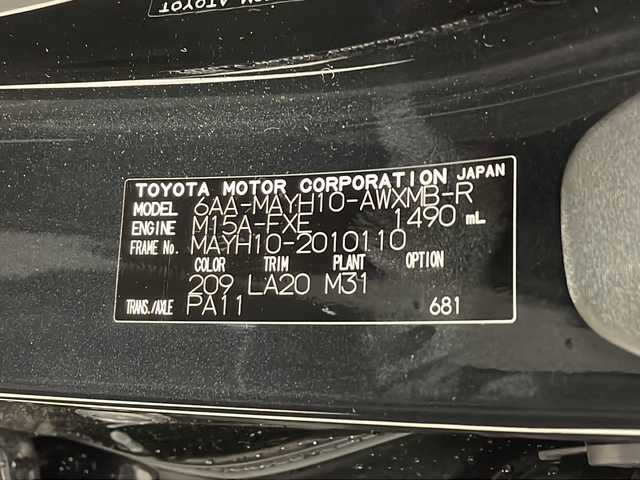 TOYOTA MOTOR CORPORATION JAPAN
MODEL 6AA-MAYH10-AWXMB-R
ENGINE M15A-FXE 1490 mL
FRAME No. MAYH10-2010110
COLOR TRIM PLANT OPTION
209 LA20 M31
TRANS./AXLE PA11 681